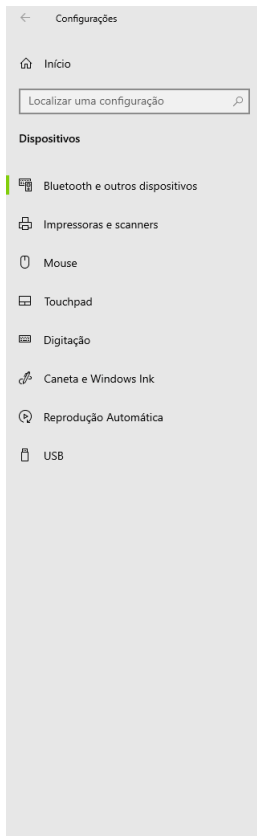 Configurações
Início
Localizar uma configuração
Dispositivos
Bluetooth e outros dispositivos
Impressoras e scanners
Mouse
Touchpad
Digitação
Caneta e Windows Ink
Reprodução Automática
USB